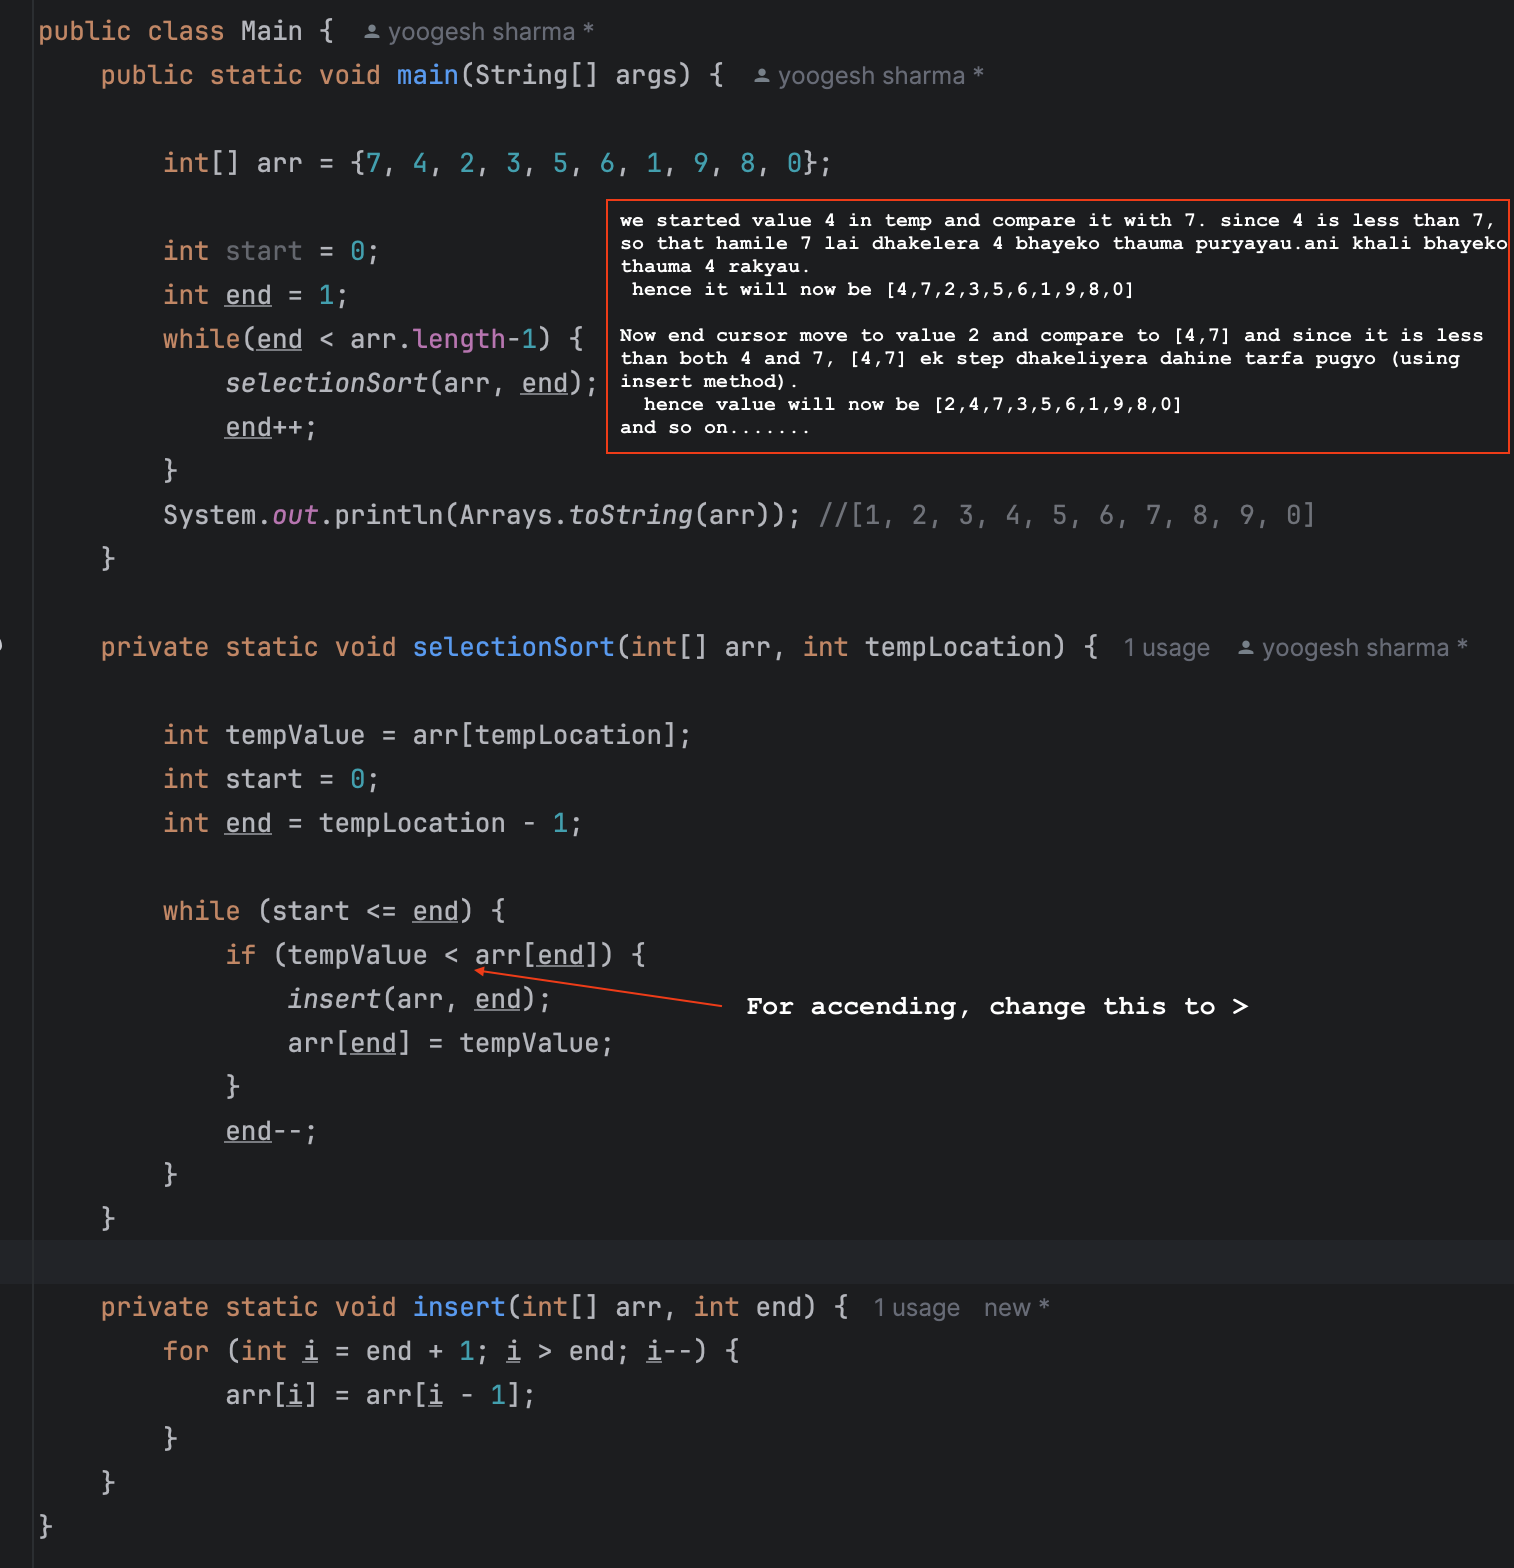 public class Main {  yoogesh sharma *
public static void main(String[] args) {  yoogesh sharma *
int[] arr = {7, 4, 2, 3, 5, 6, 1, 9, 8, 0};
we started value 4 in temp and compare it with 7. since 4 is less than 7,
so that hamile 7 lai dhakelera 4 bhayeko thauma puryayau.ani khali bhayeko
thauma 4 rakyau.
hence it will now be [4,7,2,3,5,6,1,9,8,0]
Now end cursor move to value 2 and compare to [4,7] and since it is less
than both 4 and 7, [4,7] ek step dhakeliyera dahine tarfa pugyo (using
insert method).
hence value will now be [2,4,7,3,5,6,1,9,8,0]
and so on.......
int start = 0;
int end = 1;
while(end < arr.length-1) {
selectionSort(arr, end);
end++;
}
System.out.println(Arrays.toString(arr)); //[1, 2, 3, 4, 5, 6, 7, 8, 9, 0]
}
private static void selectionSort(int[] arr, int tempLocation) {  1 usage  yoogesh sharma *
int tempValue = arr[tempLocation];
int start = 0;
int end = tempLocation - 1;
while (start <= end) {
if (tempValue < arr[end]) {
insert(arr, end);
For accending, change this to >
arr[end] = tempValue;
}
end--;
}
}
private static void insert(int[] arr, int end) {  1 usage  new *
for (int i = end + 1; i > end; i--) {
arr[i] = arr[i - 1];
}
}
}